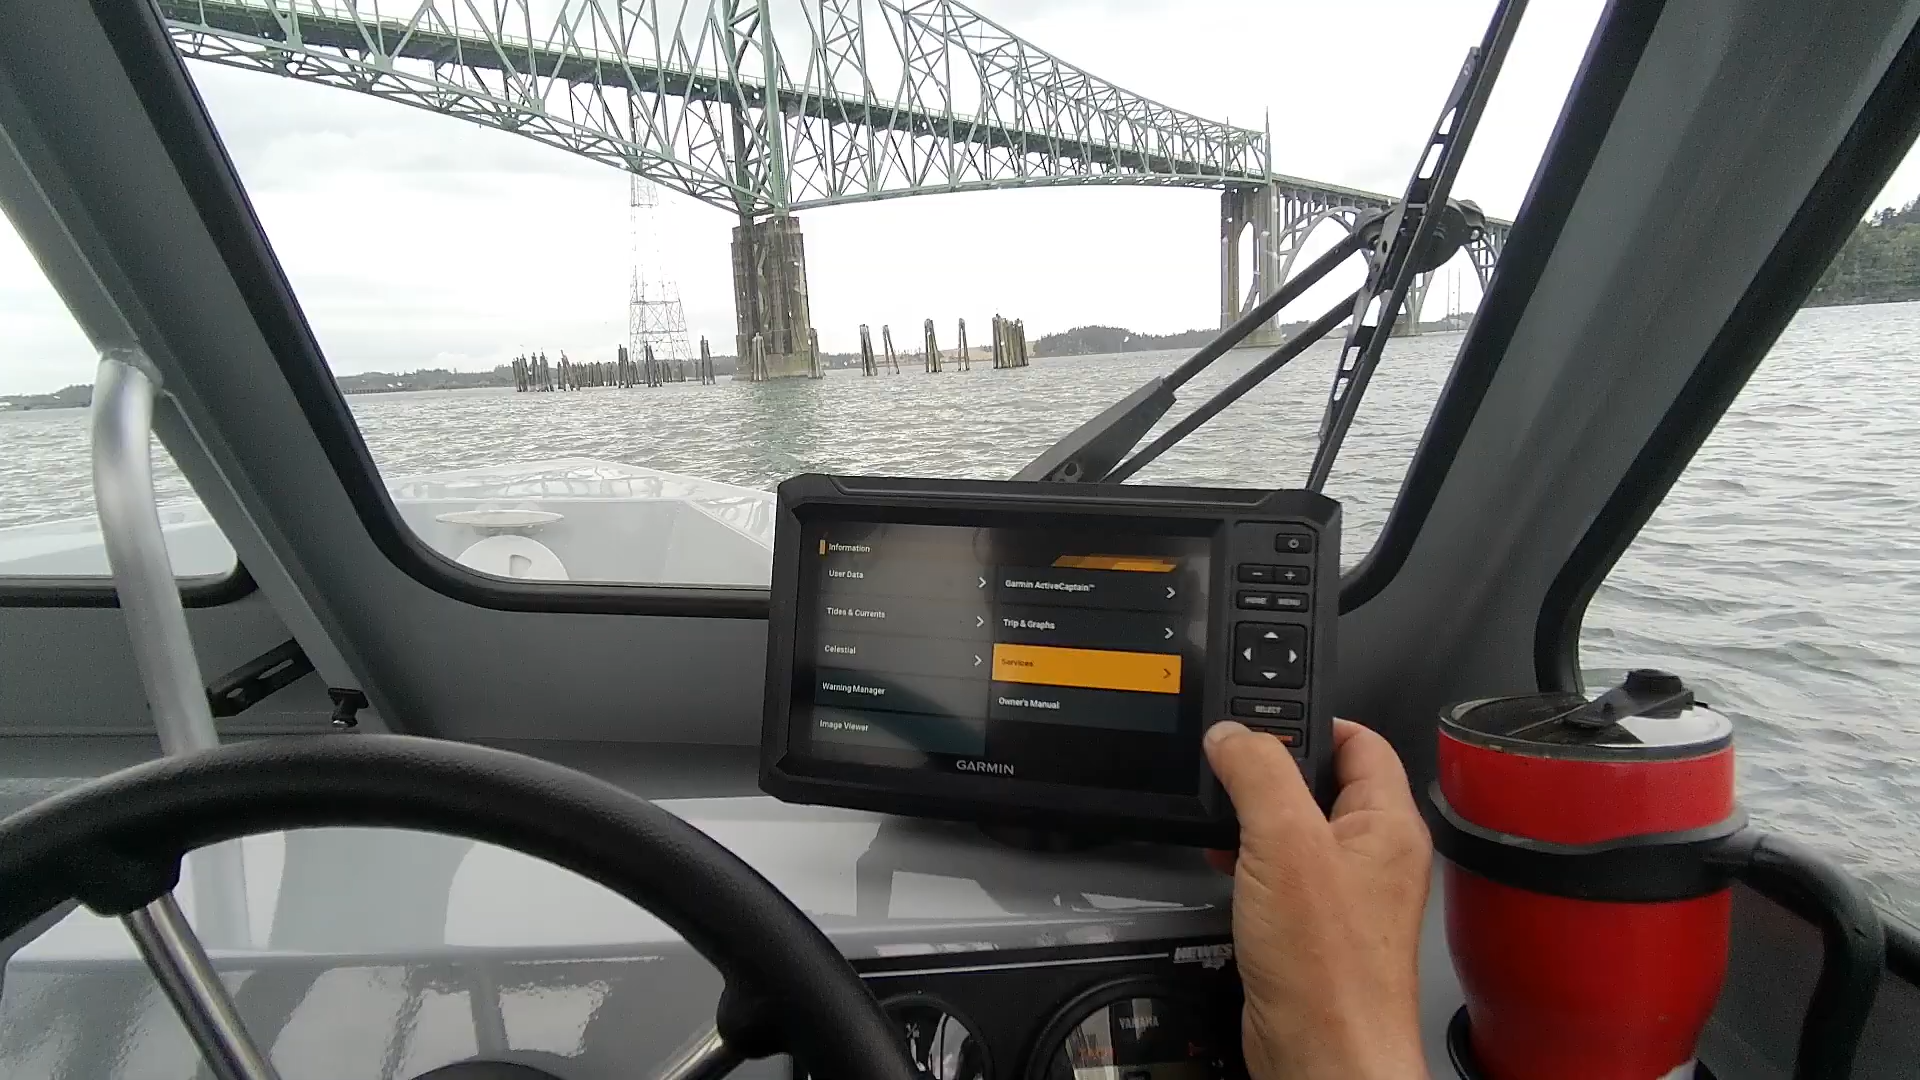 Information
User Data
Tides & Currents
Celestial
Warning Manager
Image Viewer
Garmin ActiveCaptain™
Trip & Graphs
Services
Owner's Manual
HOME
MENU
SELECT
GARMIN
YAMAHA